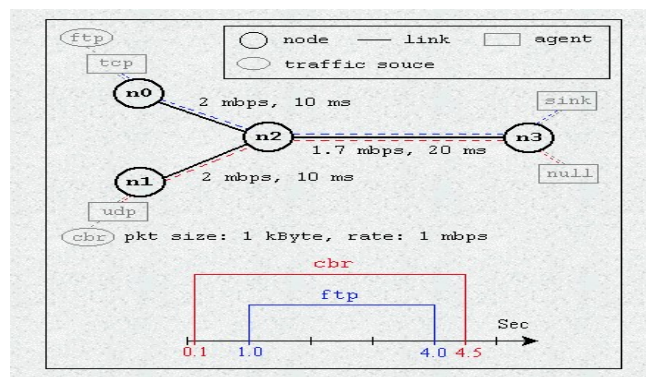 ftp
node
link
agent
tcp
traffic souce
n0
2 mbps, 10 ms
sink
n2
n3
1.7 mbps, 20 ms
n1
2 mbps, 10 ms
null
udp
cbr
pkt size: 1 kByte, rate: 1 mbps
cbr
ftp
Sec
0.1
1.0
4.0
4.5